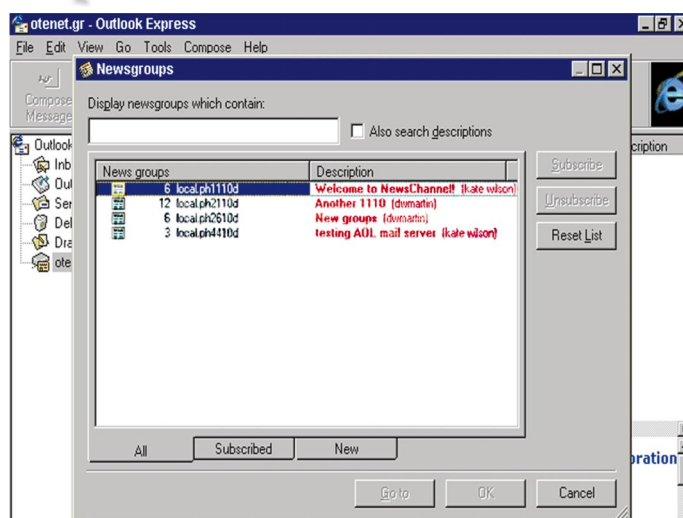 otenet.gr - Outlook Express
File Edit View Go Tools Compose Help
Newsgroups
Compose
Message
Display newsgroups which contain:
Also search descriptions
Outlook
Inb
Out
Sen
Del
Dra
ote
cription
News groups Description
6 local.ph1110d Welcome to NewsChannel! (kate wilson)
12 local.ph2110d Another 1110 (dwmartin)
6 local.ph2610d New groups (dwmartin)
3 local.ph4410d testing AOL mail server (kate wilson)
Subscribe
Unsubscribe
Reset List
All Subscribed New
oration
Go to OK Cancel